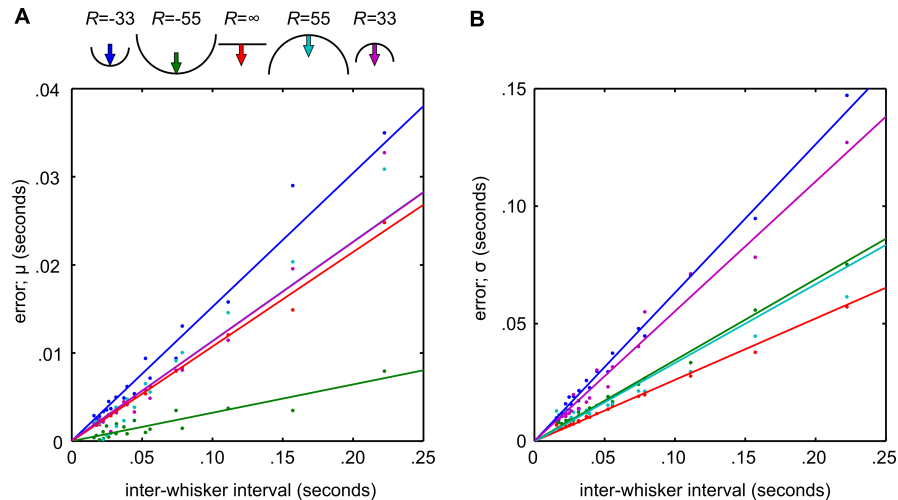 A
R=-33 R=-55 R=∞ R=55 R=33
.04
.03
.02
.01
0
error; μ (seconds)
0 .05 .10 .15 .20 .25
inter-whisker interval (seconds)
B
.15
.10
.05
0
error; σ (seconds)
0 .05 .10 .15 .20 .25
inter-whisker interval (seconds)